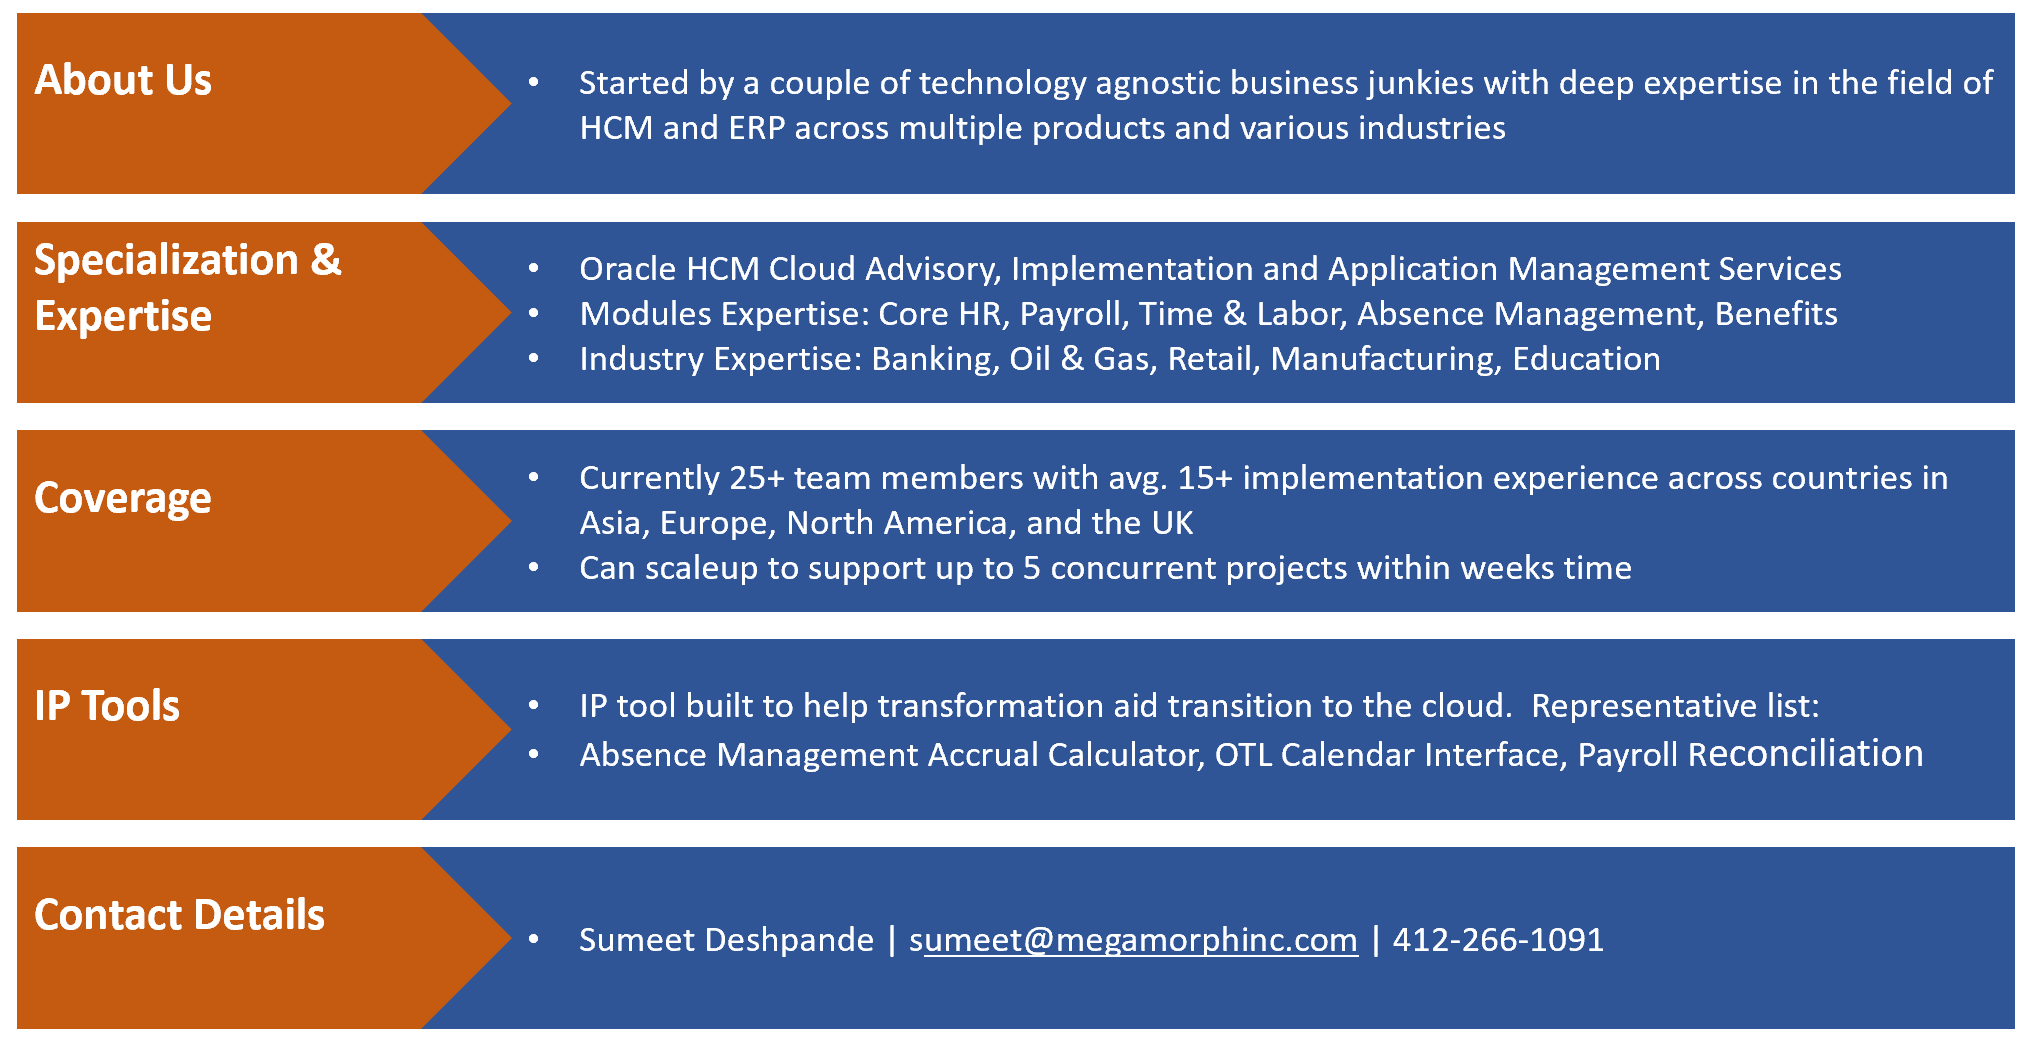 About Us
• Started by a couple of technology agnostic business junkies with deep expertise in the field of
HCM and ERP across multiple products and various industries
Specialization &
Expertise
• Oracle HCM Cloud Advisory, Implementation and Application Management Services
• Modules Expertise: Core HR, Payroll, Time & Labor, Absence Management, Benefits
• Industry Expertise: Banking, Oil & Gas, Retail, Manufacturing, Education
Coverage
• Currently 25+ team members with avg. 15+ implementation experience across countries in
Asia, Europe, North America, and the UK
• Can scaleup to support up to 5 concurrent projects within weeks time
IP Tools
• IP tool built to help transformation aid transition to the cloud.  Representative list:
• Absence Management Accrual Calculator, OTL Calendar Interface, Payroll Reconciliation
Contact Details
• Sumeet Deshpande | sumeet@megamorphinc.com | 412-266-1091